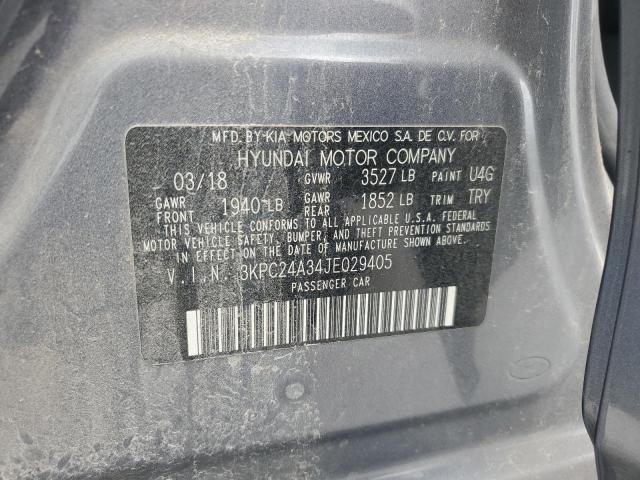 MFD. BY KIA MOTORS MEXICO S.A. DE C.V. FOR
HYUNDAI MOTOR COMPANY
03/18 GVWR 3527 LB PAINT U4G
GAWR FRONT 1940 LB GAWR REAR 1852 LB TRIM TRY
THIS VEHICLE CONFORMS TO ALL APPLICABLE U.S.A. FEDERAL
MOTOR VEHICLE SAFETY, BUMPER, AND THEFT PREVENTION
STANDARDS IN EFFECT ON THE DATE OF MANUFACTURE SHOWN ABOVE.
V.I.N. 3KPC24A34JE029405
PASSENGER CAR